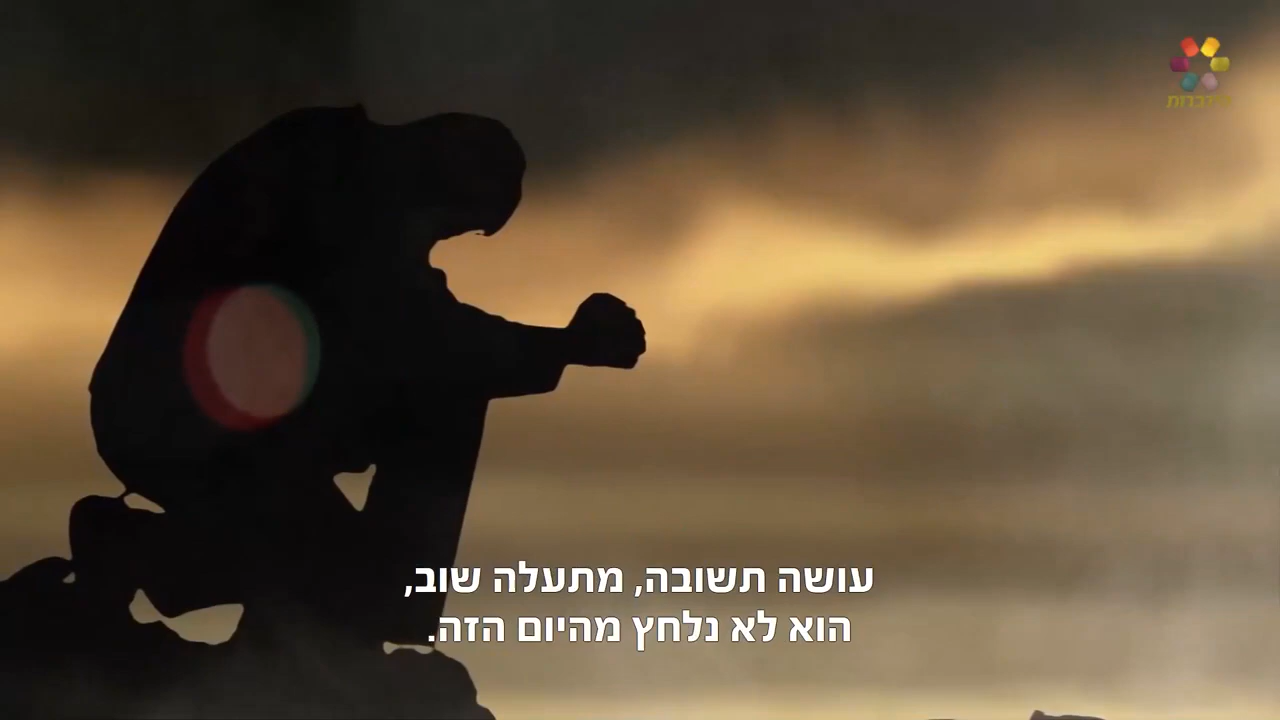 עושה תשובה, מתעלה שוב,
הוא לא נלחץ מהיום הזה.